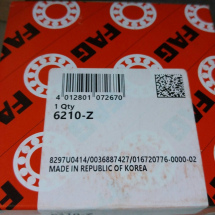 FAG
FAG
FAG
4 012801 072670
1 Qty
6210-Z
8297U0414/0036887427/016720776-0000-02
MADE IN REPUBLIC OF KOREA